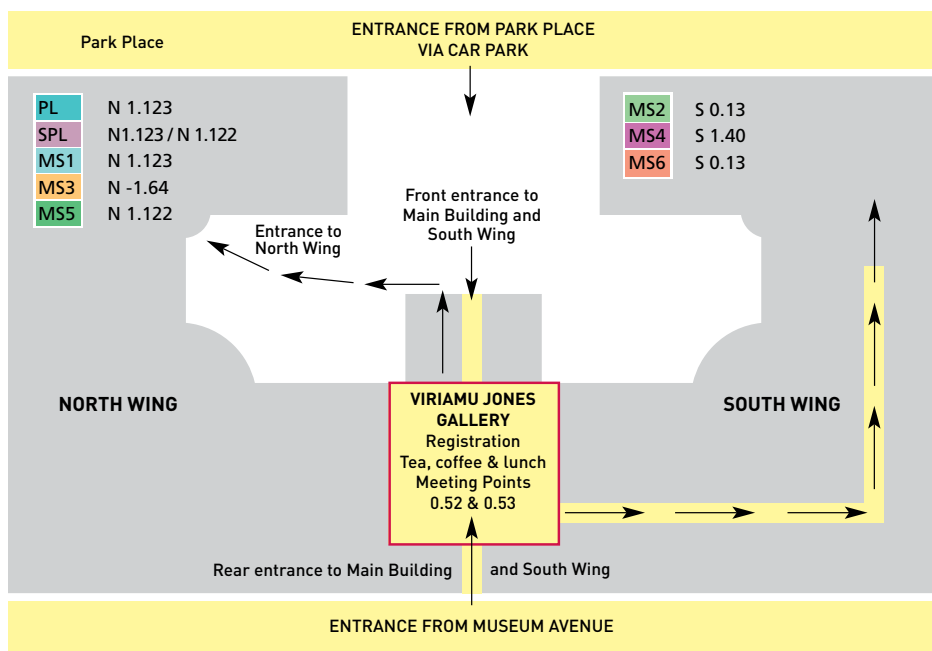 Park Place
ENTRANCE FROM PARK PLACE
VIA CAR PARK
PL N 1.123
SPL N1.123 / N 1.122
MS1 N 1.123
MS3 N -1.64
MS5 N 1.122
MS2 S 0.13
MS4 S 1.40
MS6 S 0.13
Entrance to
North Wing
Front entrance to
Main Building and
South Wing
NORTH WING
VIRIAMU JONES
GALLERY
Registration
Tea, coffee & lunch
Meeting Points
0.52 & 0.53
SOUTH WING
Rear entrance to Main Building and South Wing
ENTRANCE FROM MUSEUM AVENUE